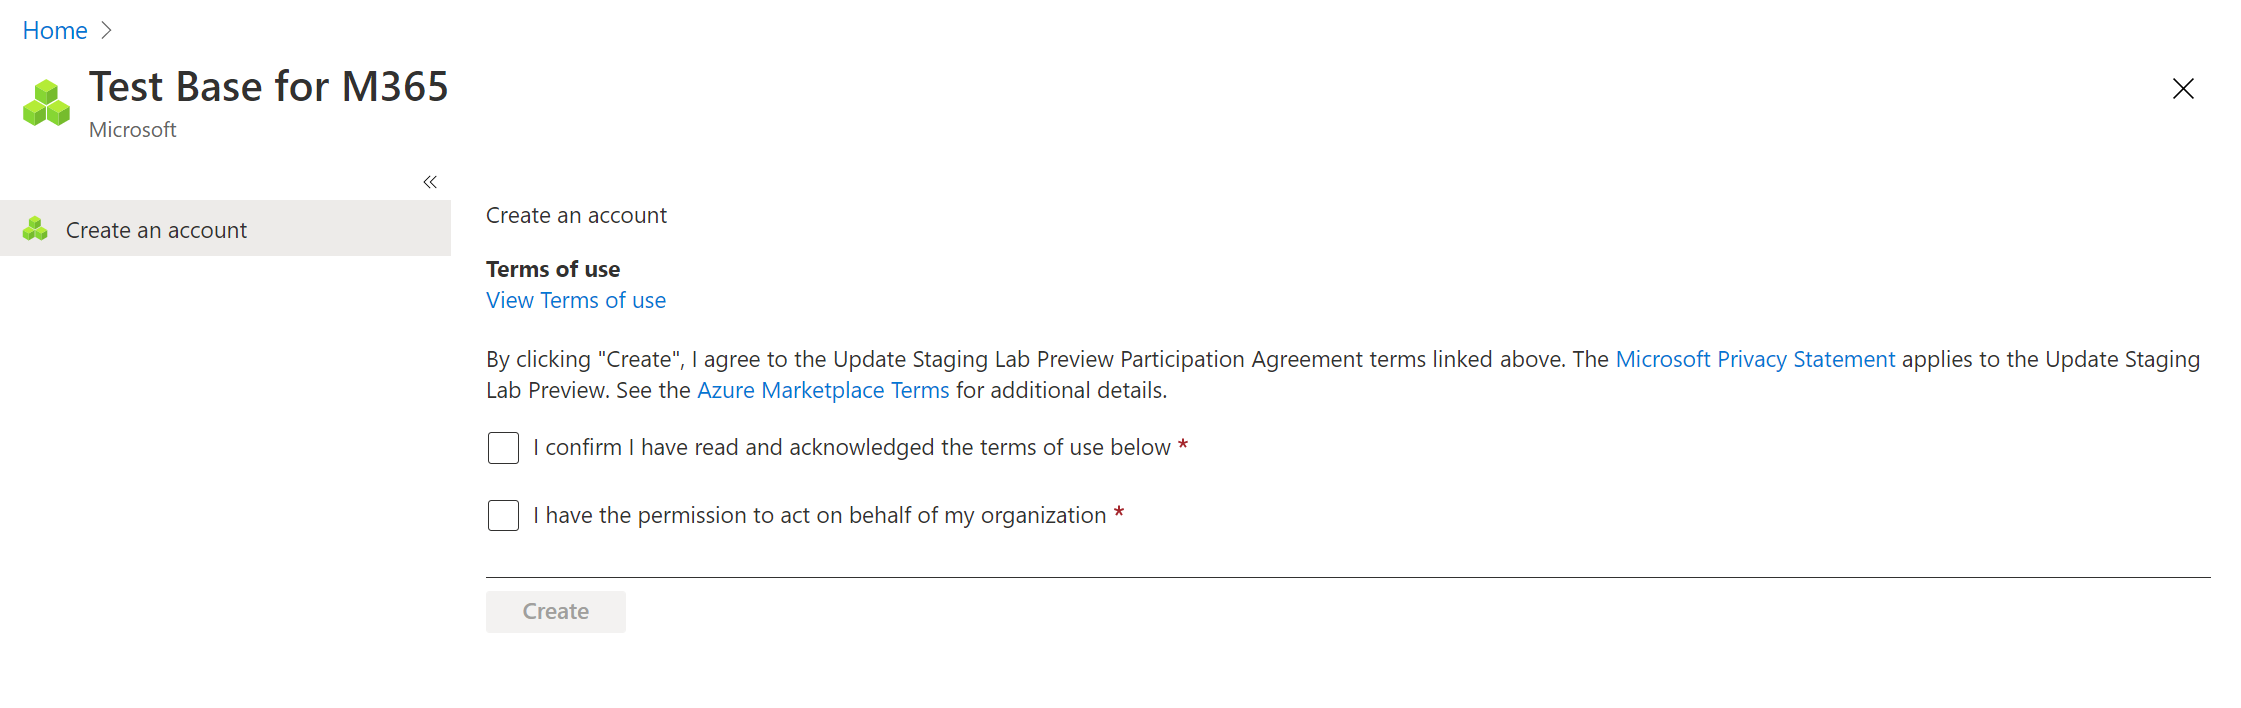 Home
Test Base for M365
Microsoft
Create an account
Create an account
Terms of use
View Terms of use
By clicking "Create", I agree to the Update Staging Lab Preview Participation Agreement terms linked above. The Microsoft Privacy Statement applies to the Update Staging
Lab Preview. See the Azure Marketplace Terms for additional details.
I confirm I have read and acknowledged the terms of use below *
I have the permission to act on behalf of my organization *
Create